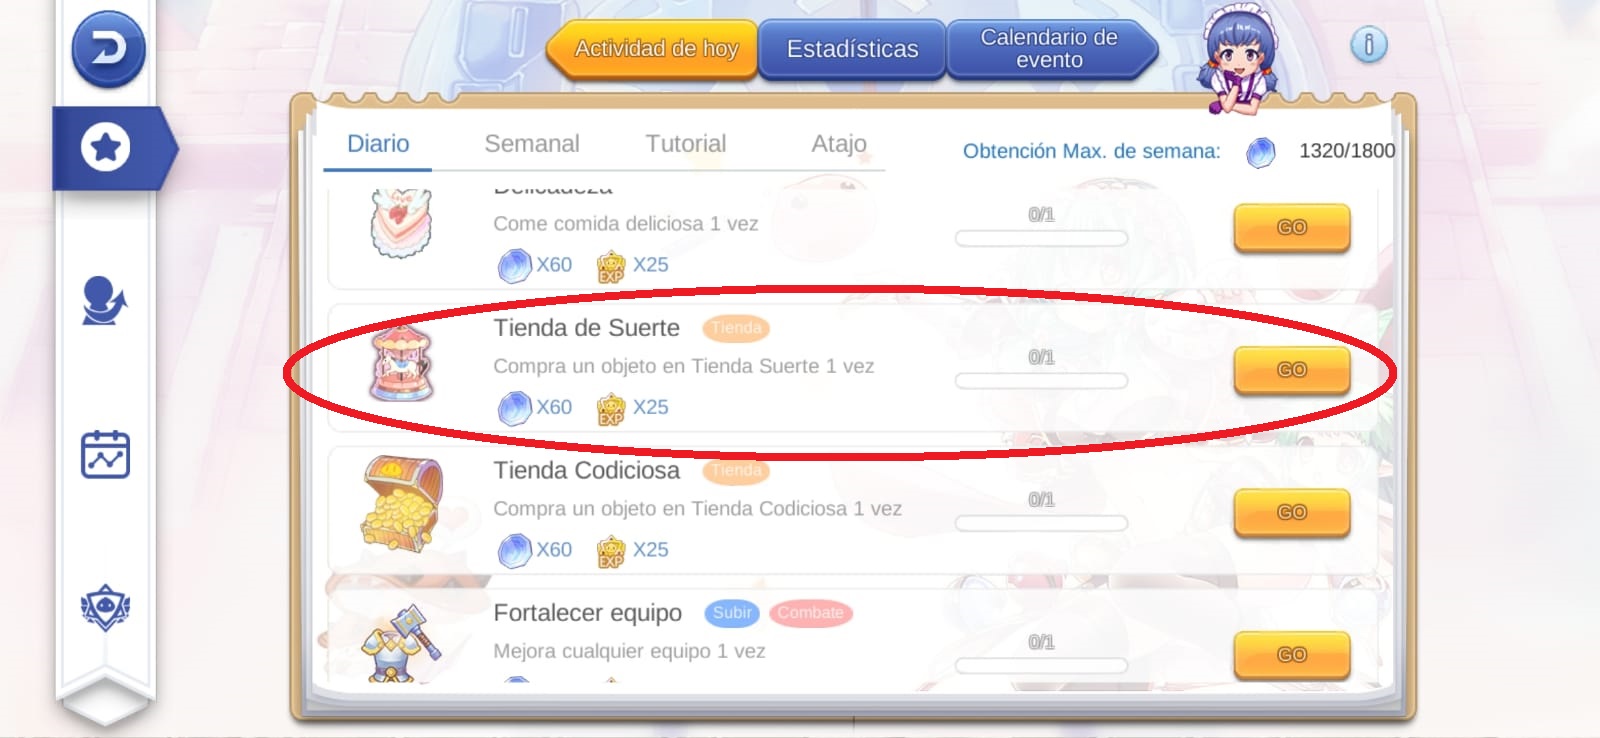 Actividad de hoy
Estadísticas
Calendario de
evento
Diario
Semanal
Tutorial
Atajo
Obtención Max. de semana:
1320/1800
Delicadeza
Come comida deliciosa 1 vez
0/1
GO
X60
EXP
X25
Tienda de Suerte
Tienda
Compra un objeto en Tienda Suerte 1 vez
0/1
GO
X60
EXP
X25
Tienda Codiciosa
Tienda
Compra un objeto en Tienda Codiciosa 1 vez
0/1
GO
X60
EXP
X25
Fortalecer equipo
Subir
Combate
Mejora cualquier equipo 1 vez
0/1
GO